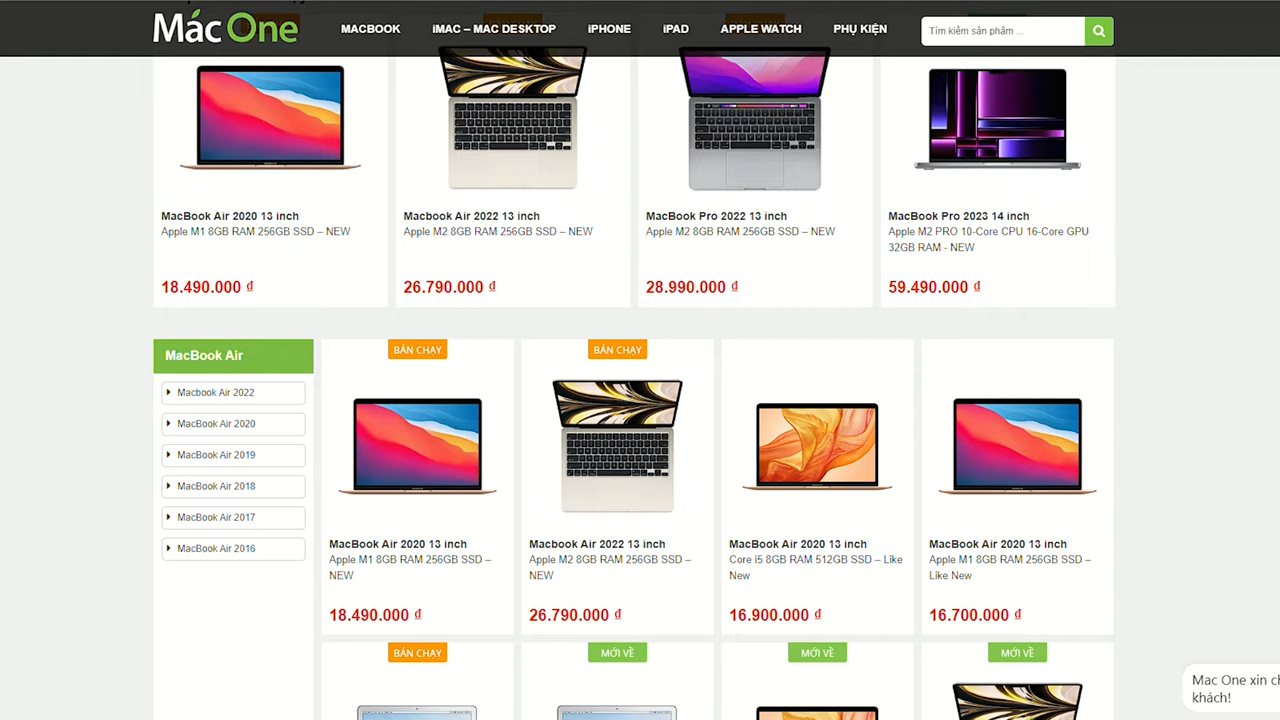 Mác One
MACBOOK
iMAC – MAC DESKTOP
iPHONE
iPAD
APPLE WATCH
PHỤ KIỆN
Tìm kiếm sản phẩm ...
MacBook Air 2020 13 inch
Apple M1 8GB RAM 256GB SSD – NEW
18.490.000 ₫
Macbook Air 2022 13 inch
Apple M2 8GB RAM 256GB SSD – NEW
26.790.000 ₫
MacBook Pro 2022 13 inch
Apple M2 8GB RAM 256GB SSD – NEW
28.990.000 ₫
MacBook Pro 2023 14 inch
Apple M2 PRO 10-Core CPU 16-Core GPU
32GB RAM - NEW
59.490.000 ₫
MacBook Air
Macbook Air 2022
MacBook Air 2020
MacBook Air 2019
MacBook Air 2018
MacBook Air 2017
MacBook Air 2016
BÁN CHẠY
MacBook Air 2020 13 inch
Apple M1 8GB RAM 256GB SSD –
NEW
18.490.000 ₫
BÁN CHẠY
Macbook Air 2022 13 inch
Apple M2 8GB RAM 256GB SSD –
NEW
26.790.000 ₫
MacBook Air 2020 13 inch
Core i5 8GB RAM 512GB SSD – Like
New
16.900.000 ₫
MacBook Air 2020 13 inch
Apple M1 8GB RAM 256GB SSD –
Like New
16.700.000 ₫
BÁN CHẠY
MỚI VỀ
MỚI VỀ
MỚI VỀ
Mac One xin ch
khách!